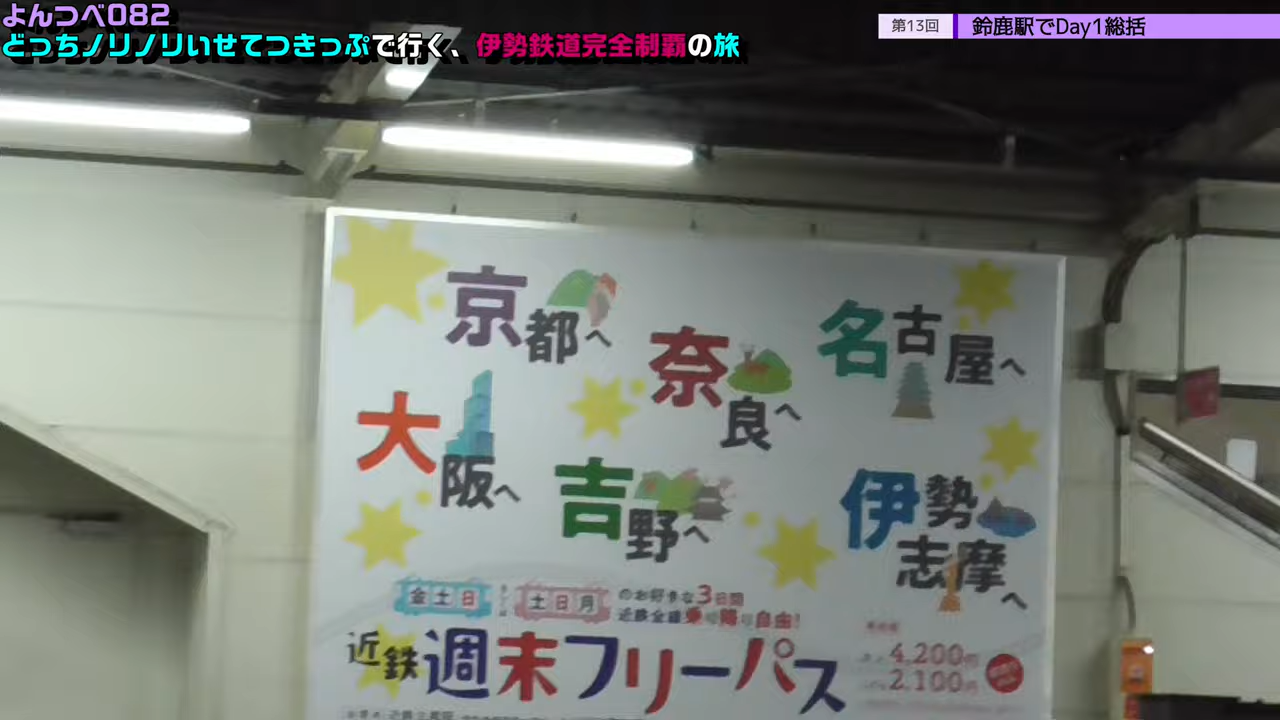 よんつべ082
どっちノリノリいせてつきっぷで行く、伊勢鉄道完全制覇の旅
第13回 鈴鹿駅でDay1総括
京都へ
奈良へ
名古屋へ
大阪へ
吉野へ
伊勢志摩へ
金土日 土日月 のお好きな3日間
近鉄全線乗り降り自由!
近鉄週末フリーパス
4,200円
2,100円